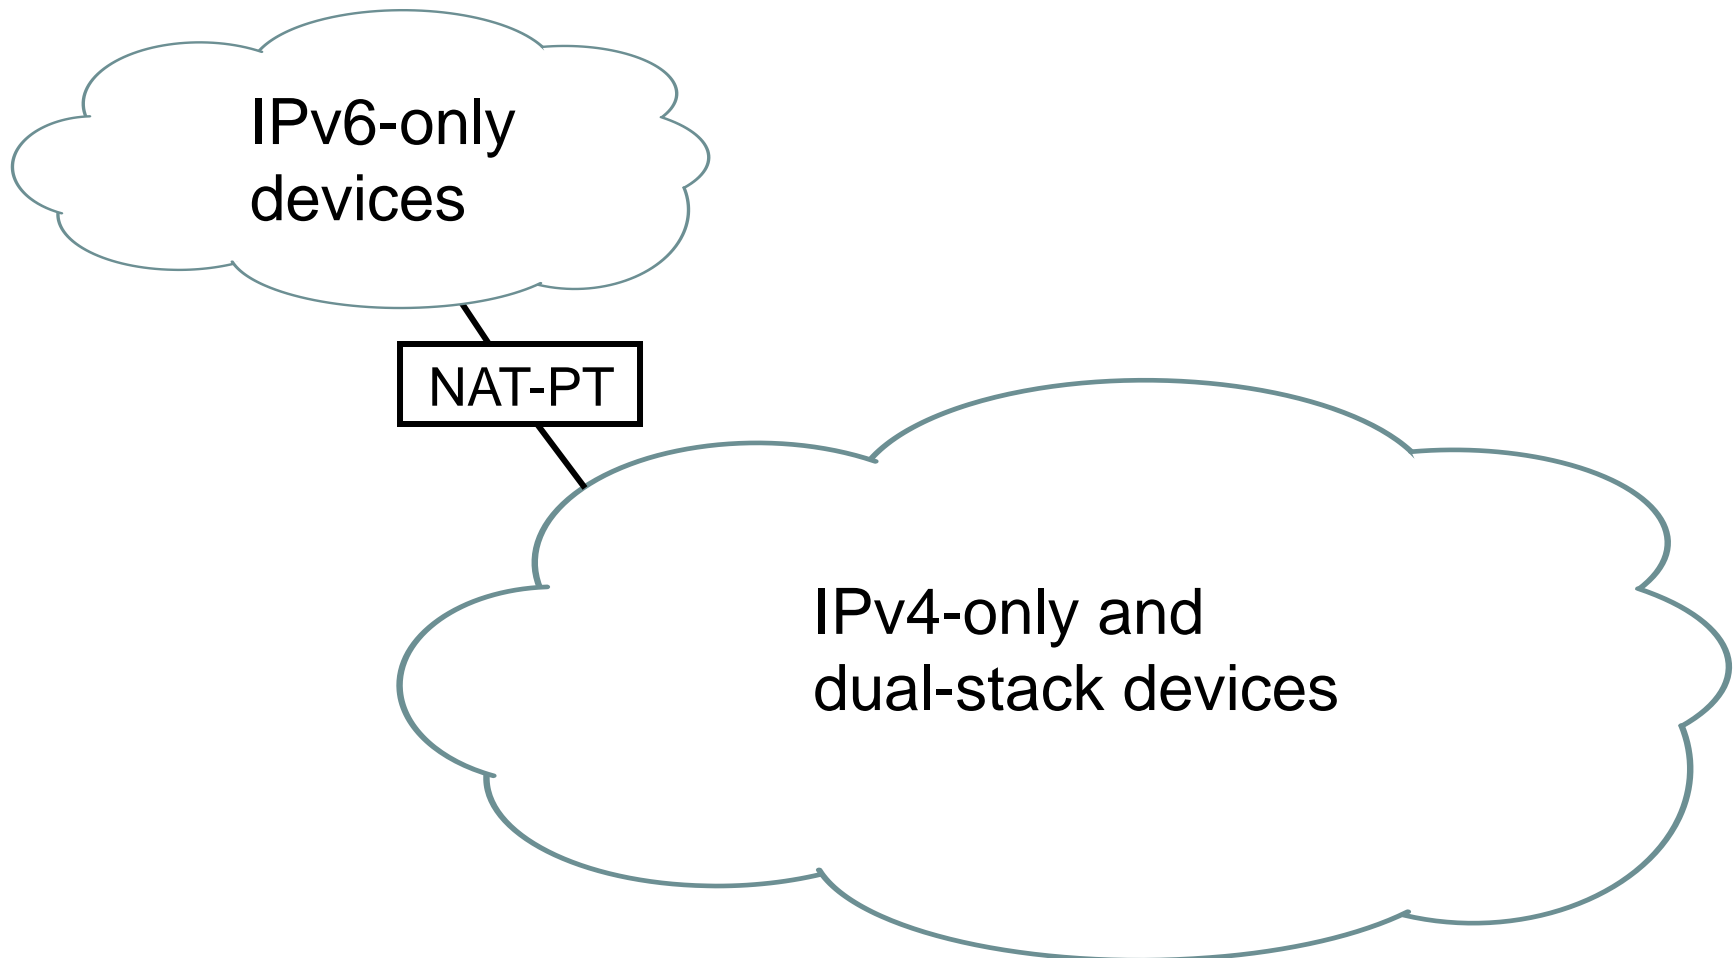 IPv6-only
devices
NAT-PT
IPv4-only and
dual-stack devices